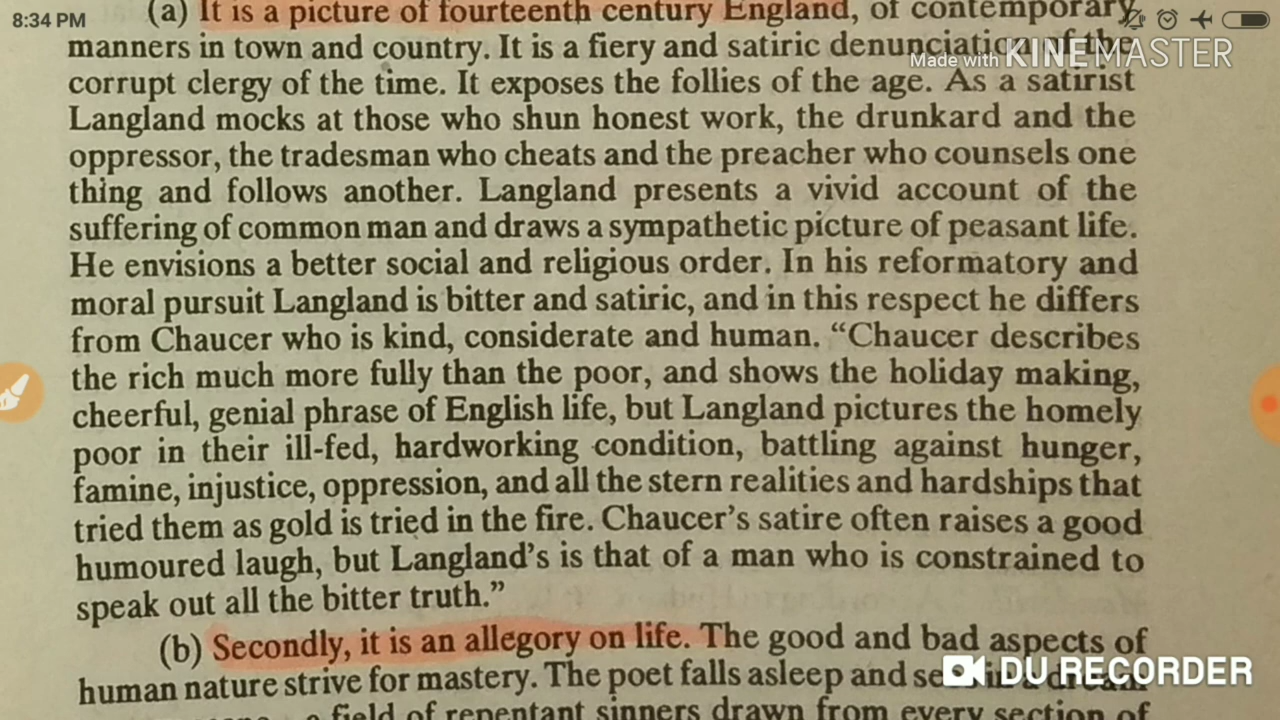 8:34 PM
(a) It is a picture of fourteenth century England, of contemporary
manners in town and country. It is a fiery and satiric denunciation of the
Made with KINEMASTER
corrupt clergy of the time. It exposes the follies of the age. As a satirist
Langland mocks at those who shun honest work, the drunkard and the
oppressor, the tradesman who cheats and the preacher who counsels one
thing and follows another. Langland presents a vivid account of the
suffering of common man and draws a sympathetic picture of peasant life.
He envisions a better social and religious order. In his reformatory and
moral pursuit Langland is bitter and satiric, and in this respect he differs
from Chaucer who is kind, considerate and human. “Chaucer describes
the rich much more fully than the poor, and shows the holiday making,
cheerful, genial phrase of English life, but Langland pictures the homely
poor in their ill-fed, hardworking condition, battling against hunger,
famine, injustice, oppression, and all the stern realities and hardships that
tried them as gold is tried in the fire. Chaucer’s satire often raises a good
humoured laugh, but Langland’s is that of a man who is constrained to
speak out all the bitter truth.”
(b) Secondly, it is an allegory on life. The good and bad aspects of
human nature strive for mastery. The poet falls asleep and in a dream
DU RECORDER
a field of repentant sinners drawn from every section of